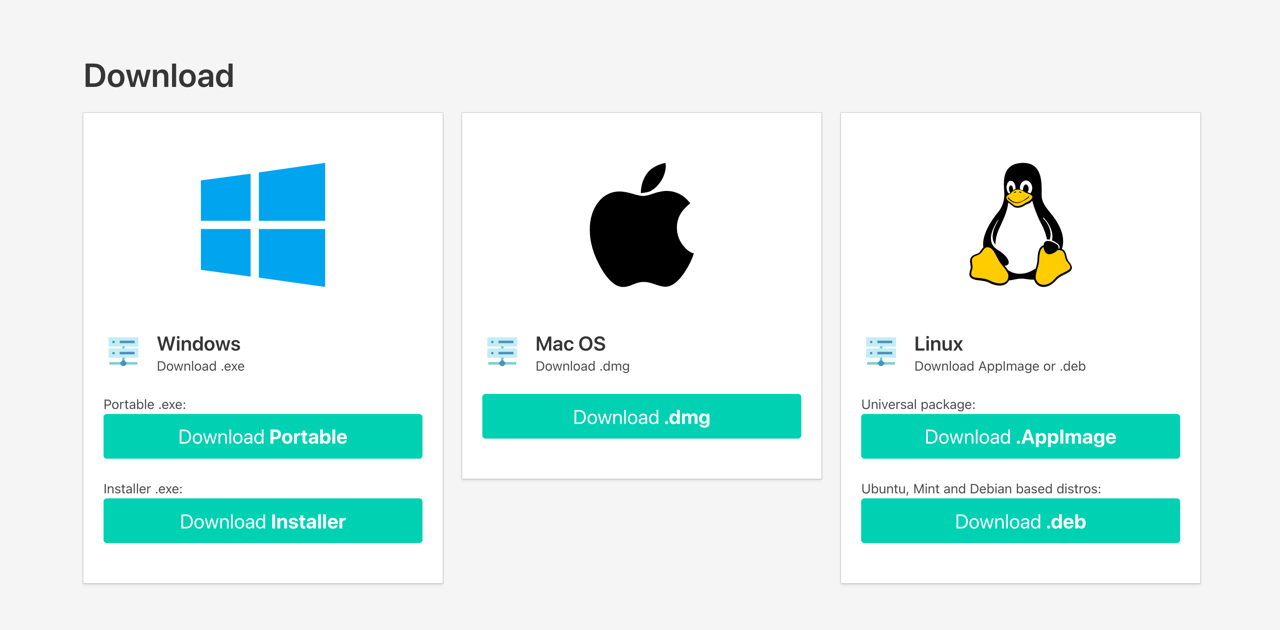 Download
Windows
Download .exe
Portable .exe:
Download Portable
Installer .exe:
Download Installer
Mac OS
Download .dmg
Download .dmg
Linux
Download AppImage or .deb
Universal package:
Download .AppImage
Ubuntu, Mint and Debian based distros:
Download .deb